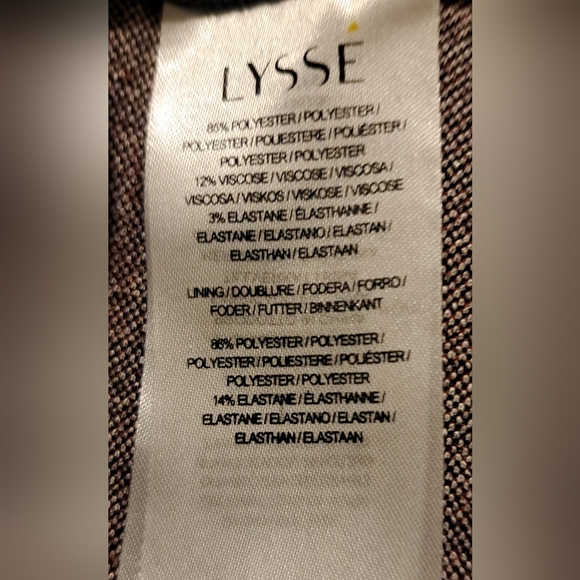 LYSSÉ
85% POLYESTER / POLYESTER /
POLYESTER / POLIESTERE / POLIÉSTER /
POLYESTER / POLYESTER
12% VISCOSE / VISCOSE / VISCOSA /
VISCOSA / VISKOS / VISKOSE / VISCOSE
3% ELASTANE / ÉLASTHANNE /
ELASTANE / ELASTANO / ELASTAN /
ELASTHAN / ELASTAAN
LINING / DOUBLURE / FODERA / FORRO /
FODER / FUTTER / BINNENKANT
86% POLYESTER / POLYESTER /
POLYESTER / POLIESTERE / POLIÉSTER /
POLYESTER / POLYESTER
14% ELASTANE / ÉLASTHANNE /
ELASTANE / ELASTANO / ELASTAN /
ELASTHAN / ELASTAAN